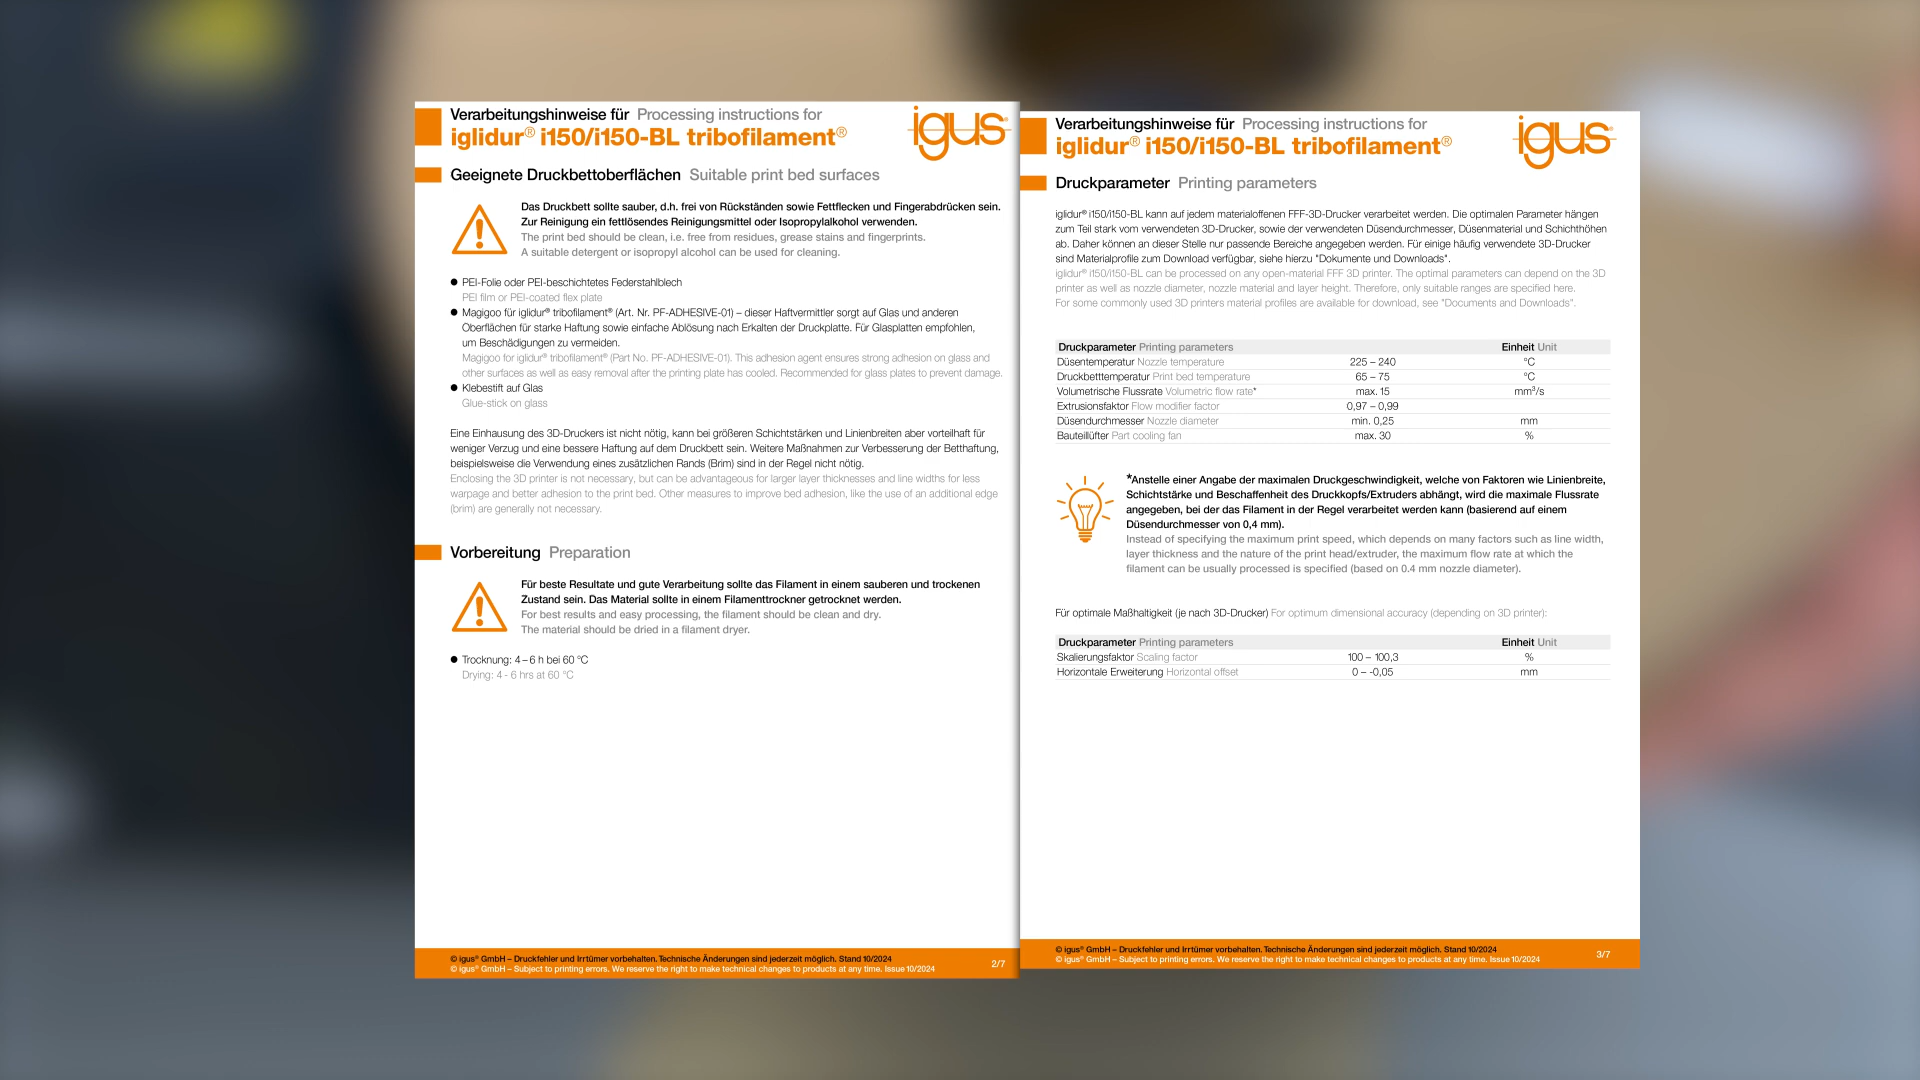 Verarbeitungshinweise für Processing instructions for
iglidur® i150/i150-BL tribofilament®
igus®
Geeignete Druckbettoberflächen Suitable print bed surfaces
Das Druckbett sollte sauber, d.h. frei von Rückständen sowie Fettflecken und Fingerabdrücken sein.
Zur Reinigung ein fettlösendes Reinigungsmittel oder Isopropylalkohol verwenden.
The print bed should be clean, i.e. free from residues, grease stains and fingerprints.
A suitable detergent or isopropyl alcohol can be used for cleaning.
● PEI-Folie oder PEI-beschichtetes Federstahlblech
PEI film or PEI-coated flex plate
● Magigoo für iglidur® tribofilament® (Art. Nr. PF-ADHESIVE-01) – dieser Haftvermittler sorgt auf Glas und anderen
Oberflächen für starke Haftung sowie einfache Ablösung nach Erkalten der Druckplatte. Für Glasplatten empfohlen,
um Beschädigungen zu vermeiden.
Magigoo for iglidur® tribofilament® (Part No. PF-ADHESIVE-01). This adhesion agent ensures strong adhesion on glass and
other surfaces as well as easy removal after the printing plate has cooled. Recommended for glass plates to prevent damage.
● Klebestift auf Glas
Glue-stick on glass
Eine Einhausung des 3D-Druckers ist nicht nötig, kann bei größeren Schichtstärken und Linienbreiten aber vorteilhaft für
weniger Verzug und eine bessere Haftung auf dem Druckbett sein. Weitere Maßnahmen zur Verbesserung der Betthaftung,
beispielsweise die Verwendung eines zusätzlichen Rands (Brim) sind in der Regel nicht nötig.
Enclosing the 3D printer is not necessary, but can be advantageous for larger layer thicknesses and line widths for less
warpage and better adhesion to the print bed. Other measures to improve bed adhesion, like the use of an additional edge
(brim) are generally not necessary.
Vorbereitung Preparation
Für beste Resultate und gute Verarbeitung sollte das Filament in einem sauberen und trockenen
Zustand sein. Das Material sollte in einem Filamenttrockner getrocknet werden.
For best results and easy processing, the filament should be clean and dry.
The material should be dried in a filament dryer.
● Trocknung: 4 – 6 h bei 60 °C
Drying: 4 - 6 hrs at 60 °C
© igus® GmbH – Druckfehler und Irrtümer vorbehalten. Technische Änderungen sind jederzeit möglich. Stand 10/2024
© igus® GmbH – Subject to printing errors. We reserve the right to make technical changes to products at any time. Issue 10/2024
2/7
Verarbeitungshinweise für Processing instructions for
iglidur® i150/i150-BL tribofilament®
igus®
Druckparameter Printing parameters
iglidur® i150/i150-BL kann auf jedem materialoffenen FFF-3D-Drucker verarbeitet werden. Die optimalen Parameter hängen
zum Teil stark vom verwendeten 3D-Drucker, sowie der verwendeten Düsendurchmesser, Düsenmaterial und Schichthöhen
ab. Daher können an dieser Stelle nur passende Bereiche angegeben werden. Für einige häufig verwendete 3D-Drucker
sind Materialprofile zum Download verfügbar, siehe hierzu "Dokumente und Downloads".
iglidur® i150/i150-BL can be processed on any open-material FFF 3D printer. The optimal parameters can depend on the 3D
printer as well as nozzle diameter, nozzle material and layer height. Therefore, only suitable ranges are specified here.
For some commonly used 3D printers material profiles are available for download, see "Documents and Downloads".
Druckparameter Printing parameters Einheit Unit
Düsentemperatur Nozzle temperature 225 – 240 °C
Druckbetttemperatur Print bed temperature 65 – 75 °C
Volumetrische Flussrate Volumetric flow rate* max. 15 mm³/s
Extrusionsfaktor Flow modifier factor 0,97 – 0,99
Düsendurchmesser Nozzle diameter min. 0,25 mm
Bauteillüfter Part cooling fan max. 30 %
*Anstelle einer Angabe der maximalen Druckgeschwindigkeit, welche von Faktoren wie Linienbreite,
Schichtstärke und Beschaffenheit des Druckkopfs/Extruders abhängt, wird die maximale Flussrate
angegeben, bei der das Filament in der Regel verarbeitet werden kann (basierend auf einem
Düsendurchmesser von 0,4 mm).
Instead of specifying the maximum print speed, which depends on many factors such as line width,
layer thickness and the nature of the print head/extruder, the maximum flow rate at which the
filament can be usually processed is specified (based on 0.4 mm nozzle diameter).
Für optimale Maßhaltigkeit (je nach 3D-Drucker) For optimum dimensional accuracy (depending on 3D printer):
Druckparameter Printing parameters Einheit Unit
Skalierungsfaktor Scaling factor 100 – 100,3 %
Horizontale Erweiterung Horizontal offset 0 – -0,05 mm
© igus® GmbH – Druckfehler und Irrtümer vorbehalten. Technische Änderungen sind jederzeit möglich. Stand 10/2024
© igus® GmbH – Subject to printing errors. We reserve the right to make technical changes to products at any time. Issue 10/2024
3/7